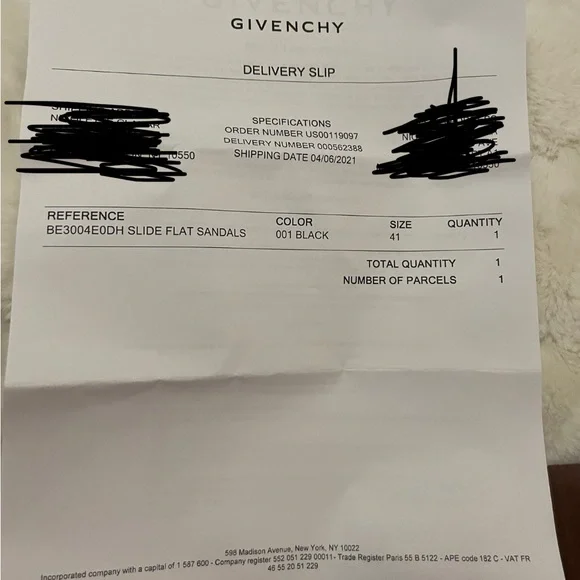 GIVENCHY
GIVENCHY
DELIVERY SLIP
10550
SPECIFICATIONS
ORDER NUMBER US00119097
DELIVERY NUMBER 000562388
SHIPPING DATE 04/06/2021
REFERENCE COLOR SIZE QUANTITY
BE3004E0DH SLIDE FLAT SANDALS 001 BLACK 41 1
TOTAL QUANTITY 1
NUMBER OF PARCELS 1
598 Madison Avenue, New York, NY 10022
Incorporated company with a capital of 1 587 600 - Company register 552 051 229 00011- Trade Register Paris 55 B 5122 - APE code 182 C - VAT FR
46 55 20 51 229